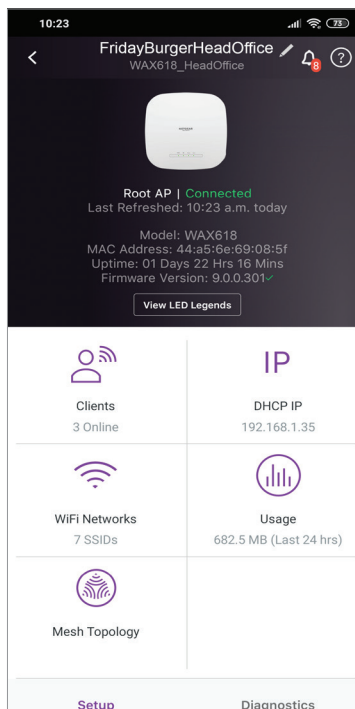 10:23
73
FridayBurgerHeadOffice
8
?
WAX618_HeadOffice
NETGEAR
Root AP | Connected
Last Refreshed: 10:23 a.m. today
Model: WAX618
MAC Address: 44:a5:6e:69:08:5f
Uptime: 01 Days 22 Hrs 16 Mins
Firmware Version: 9.0.0.301
View LED Legends
IP
Clients
DHCP IP
3 Online
192.168.1.35
WiFi Networks
Usage
7 SSIDs
682.5 MB (Last 24 hrs)
Mesh Topology
Setup
Diagnostics